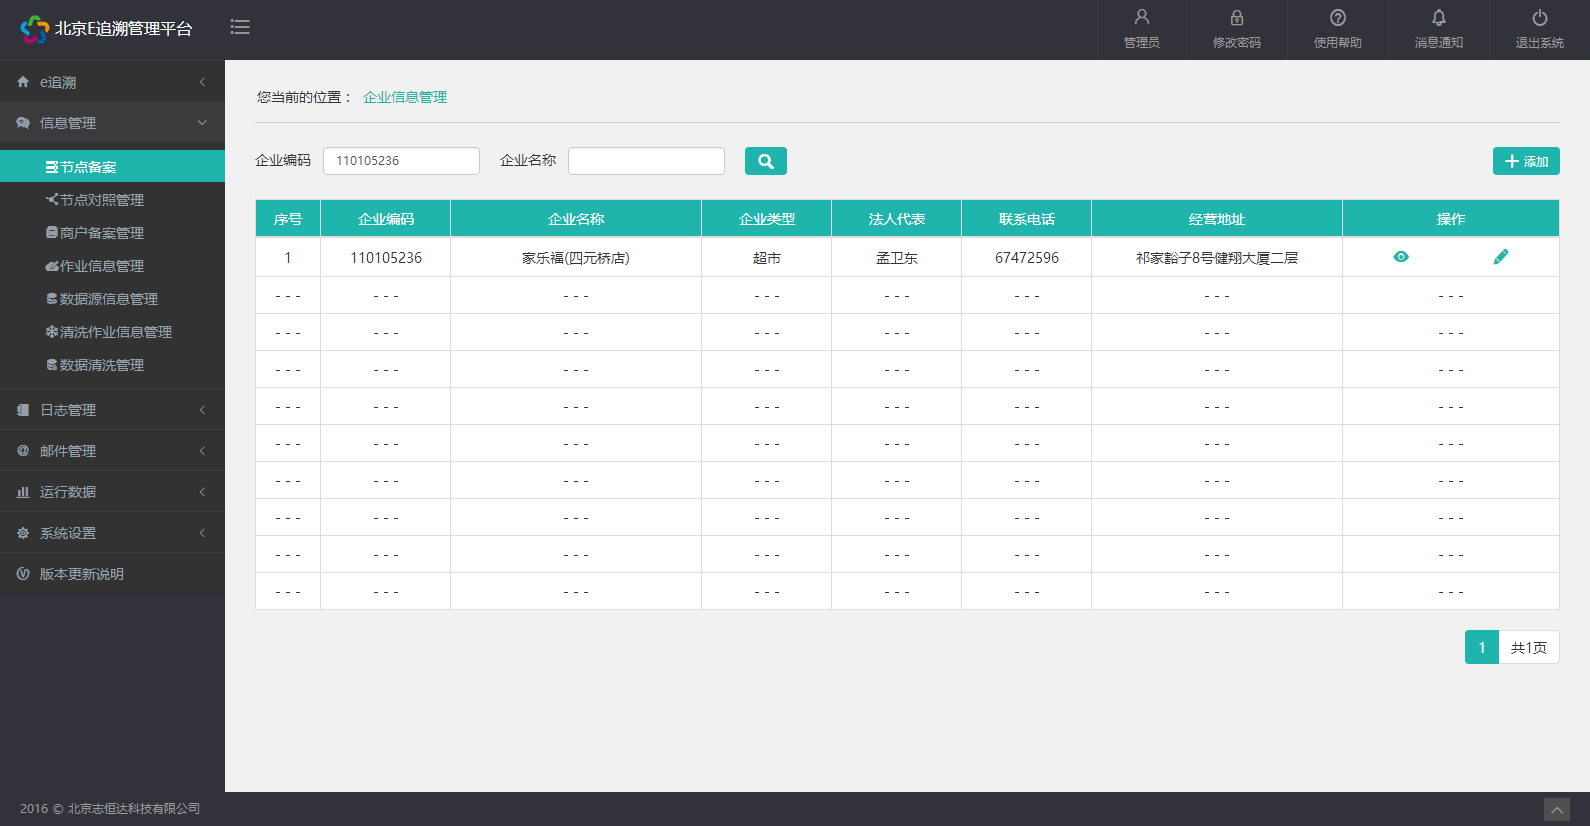 北京E追溯管理平台
管理员
修改密码
使用帮助
消息通知
退出系统
e追溯
信息管理
节点备案
节点对照管理
商户备案管理
作业信息管理
数据源信息管理
清洗作业信息管理
数据清洗管理
日志管理
邮件管理
运行数据
系统设置
版本更新说明
您当前的位置： 企业信息管理
企业编码 110105236 企业名称 添加
序号 企业编码 企业名称 企业类型 法人代表 联系电话 经营地址 操作
1 110105236 家乐福(四元桥店) 超市 孟卫东 67472596 祁家豁子8号健翔大厦二层
- - - - - - - - - - - - - - - - - - - - - - - -
- - - - - - - - - - - - - - - - - - - - - - - -
- - - - - - - - - - - - - - - - - - - - - - - -
- - - - - - - - - - - - - - - - - - - - - - - -
- - - - - - - - - - - - - - - - - - - - - - - -
- - - - - - - - - - - - - - - - - - - - - - - -
- - - - - - - - - - - - - - - - - - - - - - - -
- - - - - - - - - - - - - - - - - - - - - - - -
- - - - - - - - - - - - - - - - - - - - - - - -
1 共1页
2016 © 北京志恒达科技有限公司